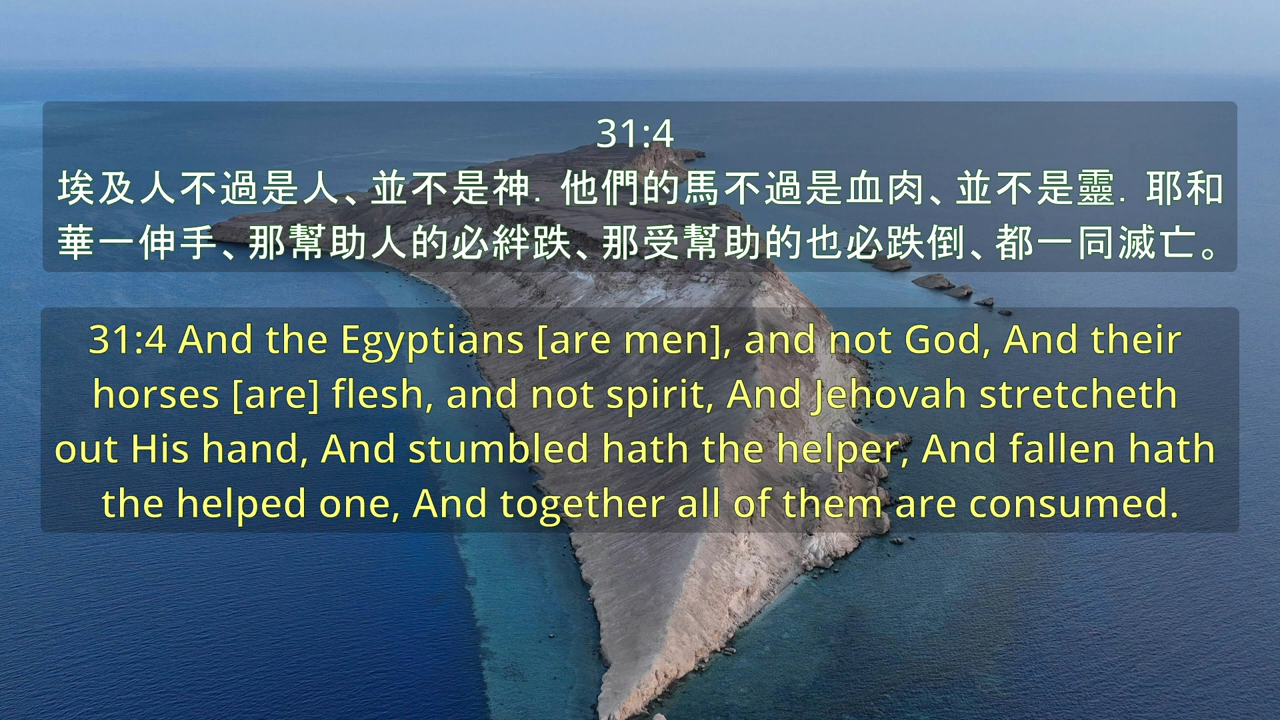 31:4
埃及人不過是人、並不是神．他們的馬不過是血肉、並不是靈．耶和
華一伸手、那幫助人的必絆跌、那受幫助的也必跌倒、都一同滅亡。
31:4 And the Egyptians [are men], and not God, And their
horses [are] flesh, and not spirit, And Jehovah stretcheth
out His hand, And stumbled hath the helper, And fallen hath
the helped one, And together all of them are consumed.